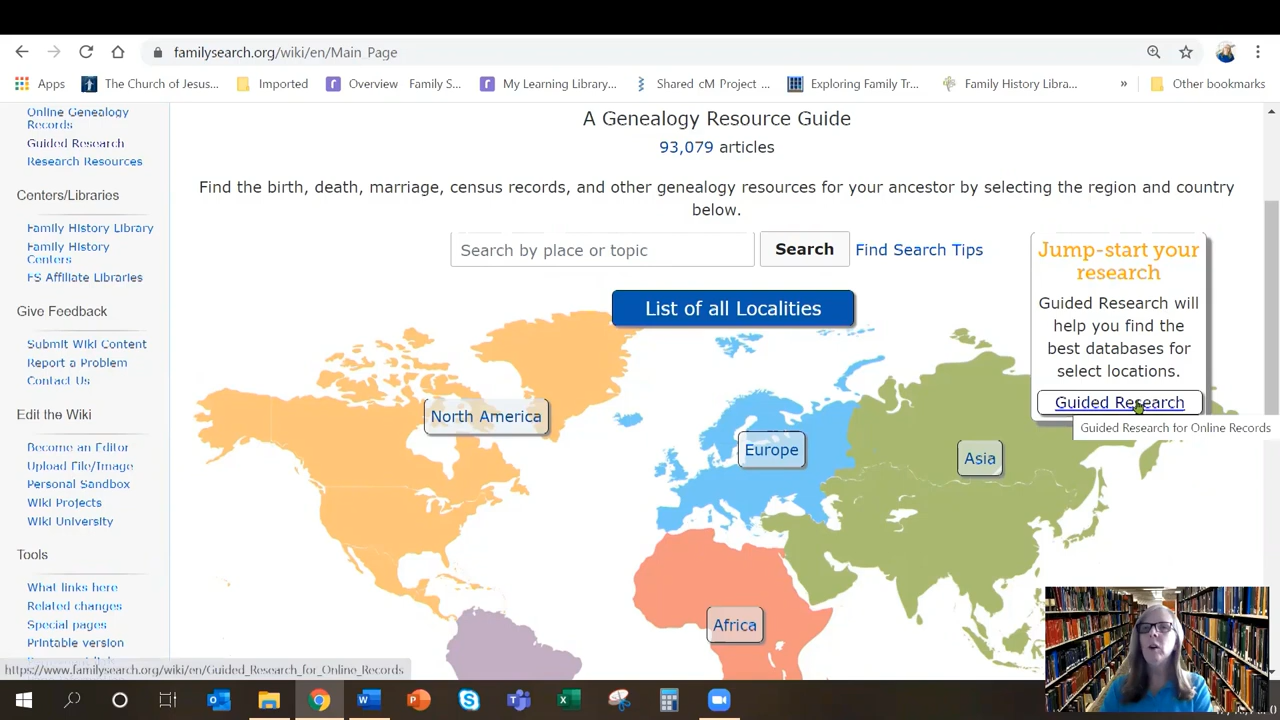 familysearch.org/wiki/en/Main_Page
Apps The Church of Jesus... Imported Overview Family S... My Learning Library... Shared cM Project ... Exploring Family Tr... Family History Libra... » Other bookmarks
Online Genealogy
Records
Guided Research
Research Resources
Centers/Libraries
Family History Library
Family History
Centers
FS Affiliate Libraries
Give Feedback
Submit Wiki Content
Report a Problem
Contact Us
Edit the Wiki
Become an Editor
Upload File/Image
Personal Sandbox
Wiki Projects
Wiki University
Tools
What links here
Related changes
Special pages
Printable version
A Genealogy Resource Guide
93,079 articles
Find the birth, death, marriage, census records, and other genealogy resources for your ancestor by selecting the region and country
below.
Search by place or topic Search Find Search Tips
List of all Localities
Jump-start your
research
Guided Research will
help you find the
best databases for
select locations.
Guided Research
Guided Research for Online Records
North America
Europe
Asia
Africa
https://www.familysearch.org/wiki/en/Guided_Research_for_Online_Records